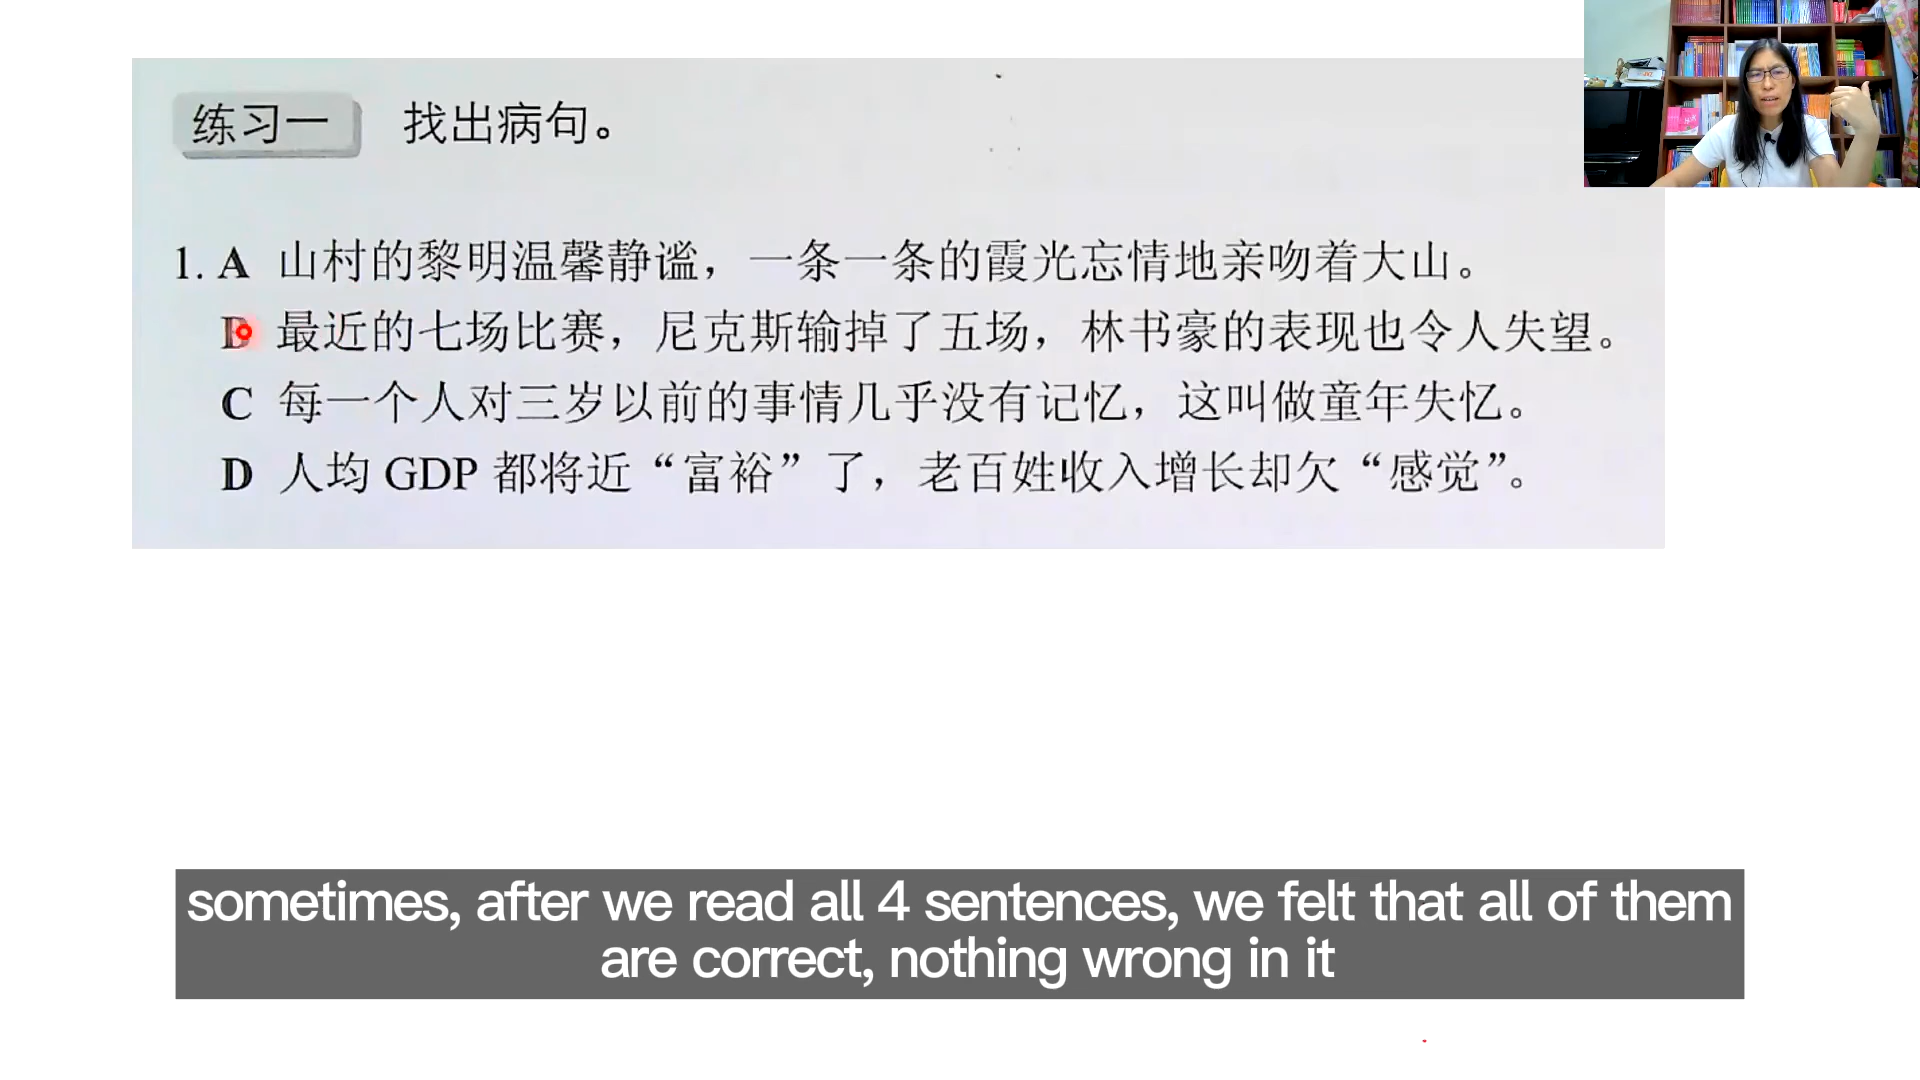 练习一 找出病句。
1. A 山村的黎明温馨静谧，一条一条的霞光忘情地亲吻着大山。
B 最近的七场比赛，尼克斯输掉了五场，林书豪的表现也令人失望。
C 每一个人对三岁以前的事情几乎没有记忆，这叫做童年失忆。
D 人均 GDP 都将近“富裕”了，老百姓收入增长却欠“感觉”。
sometimes, after we read all 4 sentences, we felt that all of them
are correct, nothing wrong in it